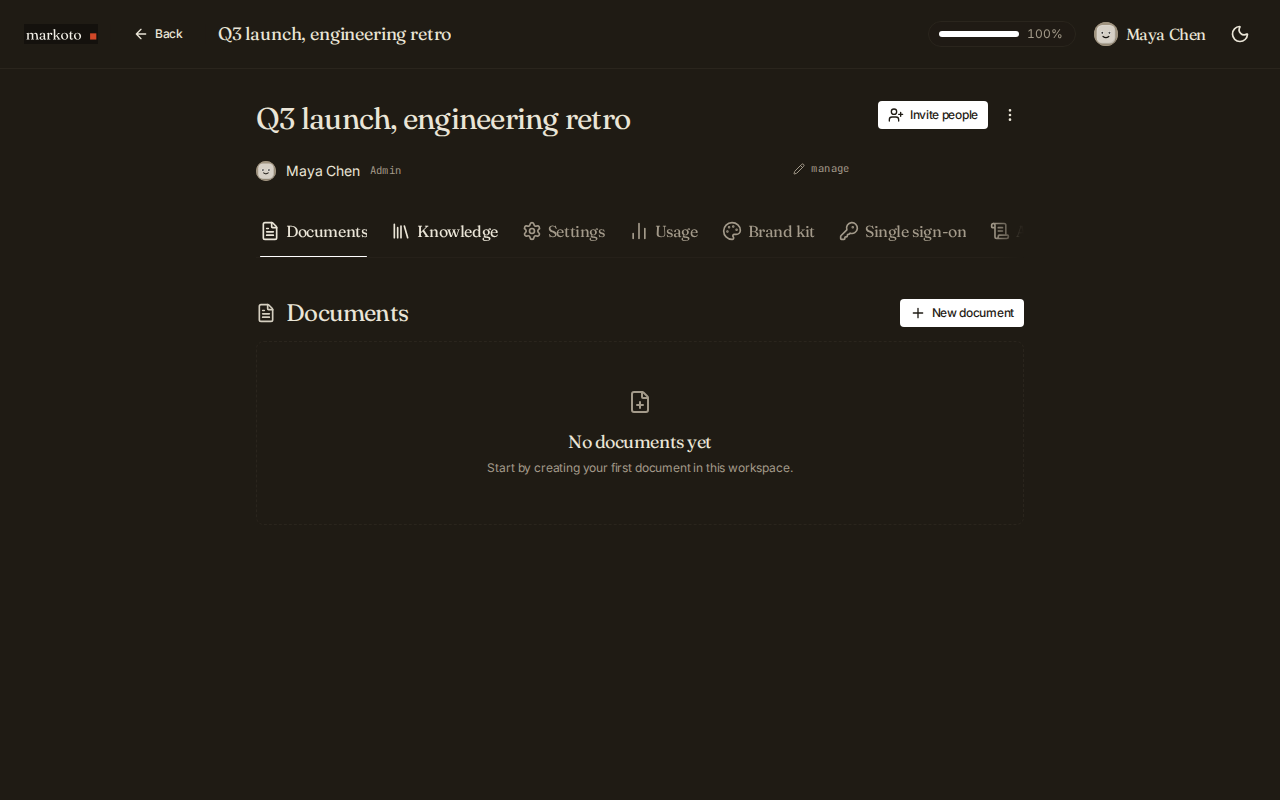 markoto
Back
Q3 launch, engineering retro
100%
Maya Chen
Q3 launch, engineering retro
Invite people
Maya Chen Admin
manage
Documents
Knowledge
Settings
Usage
Brand kit
Single sign-on
Documents
New document
No documents yet
Start by creating your first document in this workspace.